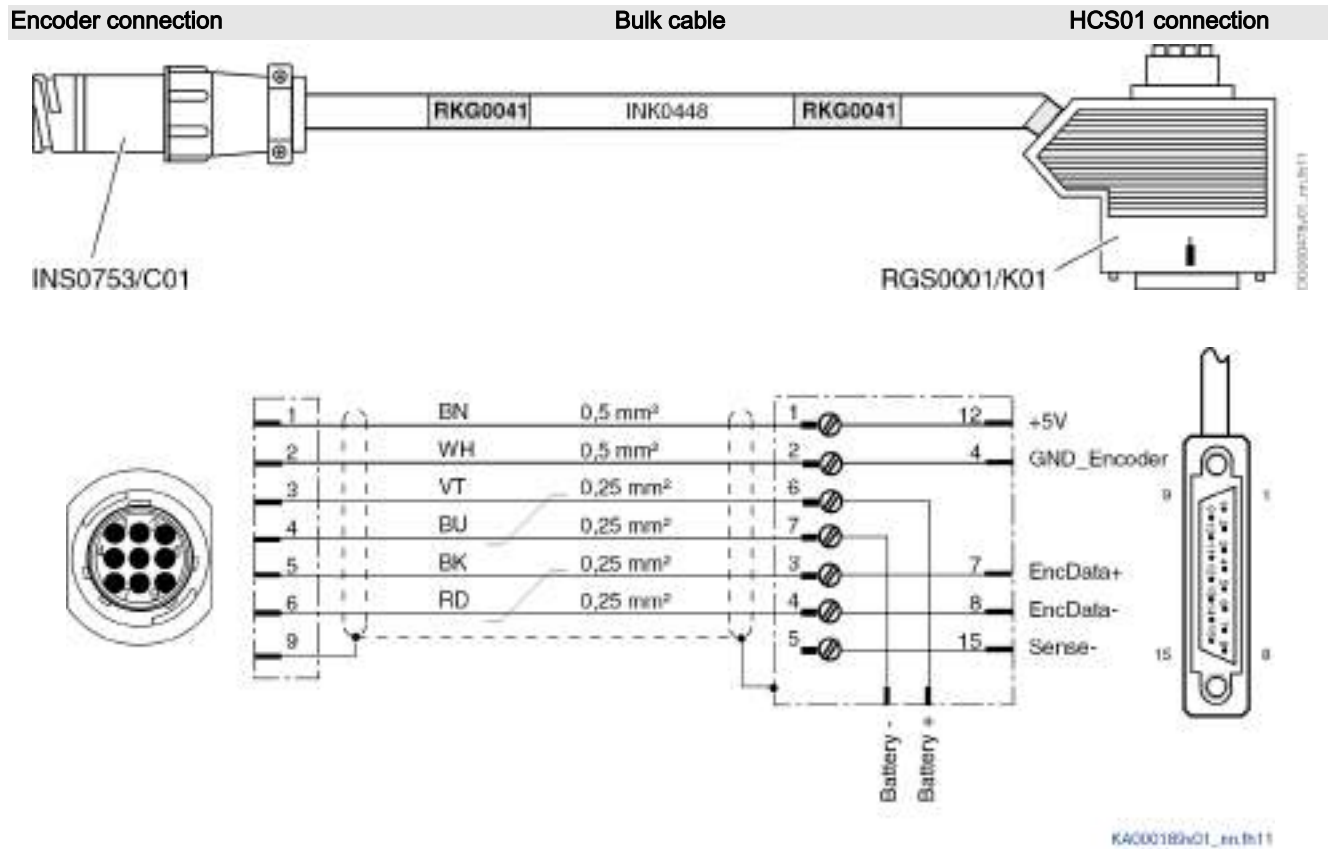 Encoder connection Bulk cable HCS01 connection
RKG0041 INK0448 RKG0041
INS0753/C01 RGS0001/K01
1 BN 0,5 mm² 1 12 +5V
2 WH 0,5 mm² 2 4 GND_Encoder
3 VT 0,25 mm² 6
4 BU 0,25 mm² 7
5 BK 0,25 mm² 3 7 EncData+
6 RD 0,25 mm² 4 8 EncData-
9 5 15 Sense-
9 1
15 8
Battery -
Battery +